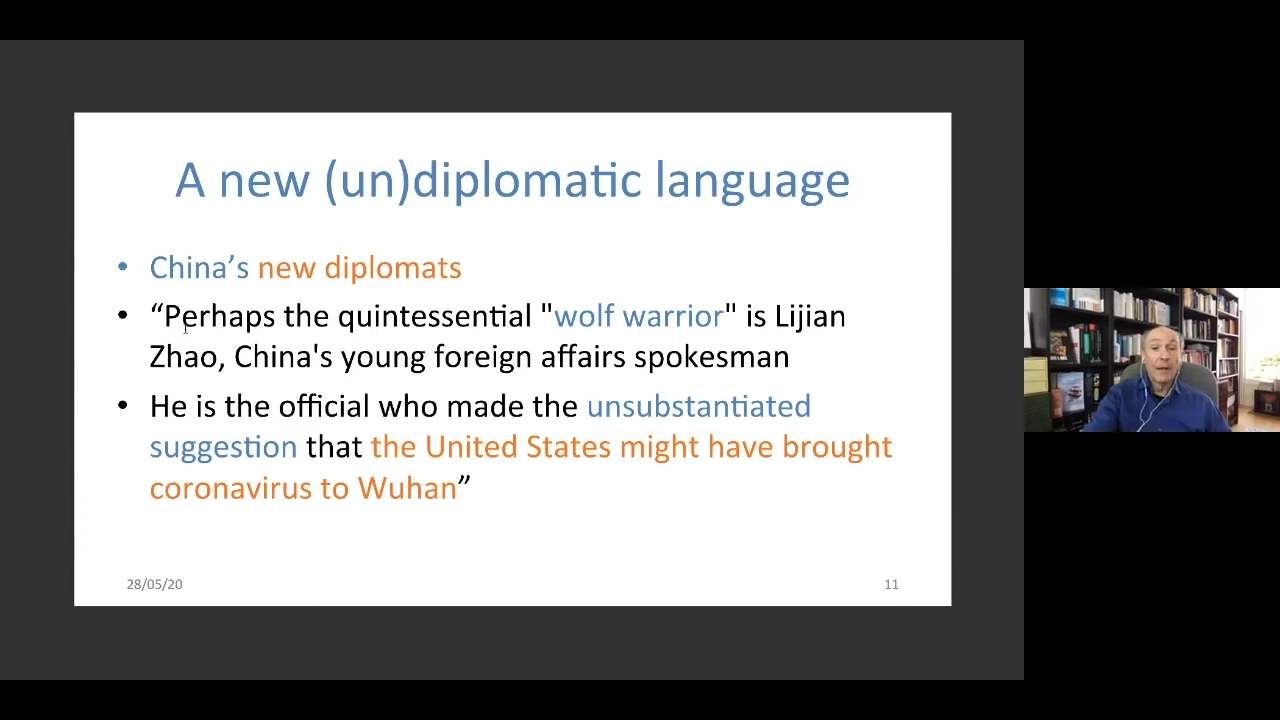 A new (un)diplomatic language
• China’s new diplomats
• “Perhaps the quintessential "wolf warrior" is Lijian
Zhao, China's young foreign affairs spokesman
• He is the official who made the unsubstantiated
suggestion that the United States might have brought
coronavirus to Wuhan”
28/05/20
11